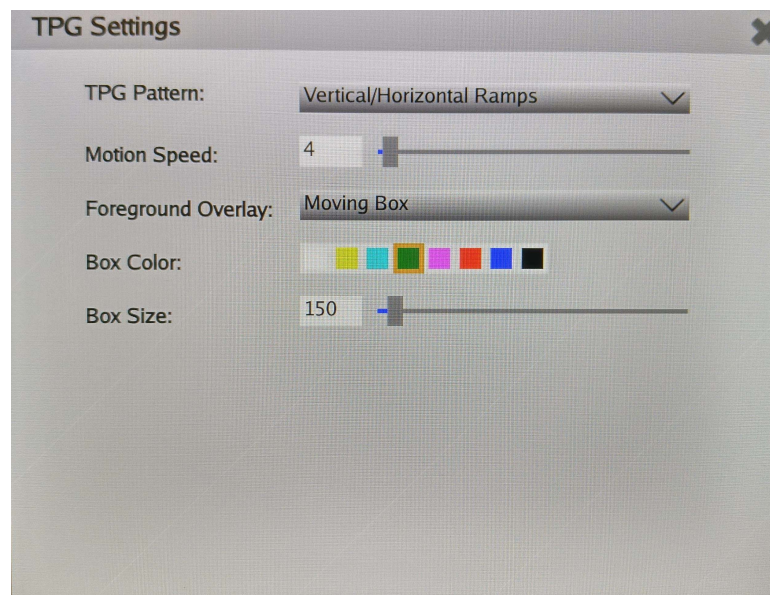 TPG Settings
TPG Pattern: Vertical/Horizontal Ramps
Motion Speed: 4
Foreground Overlay: Moving Box
Box Color:
Box Size: 150